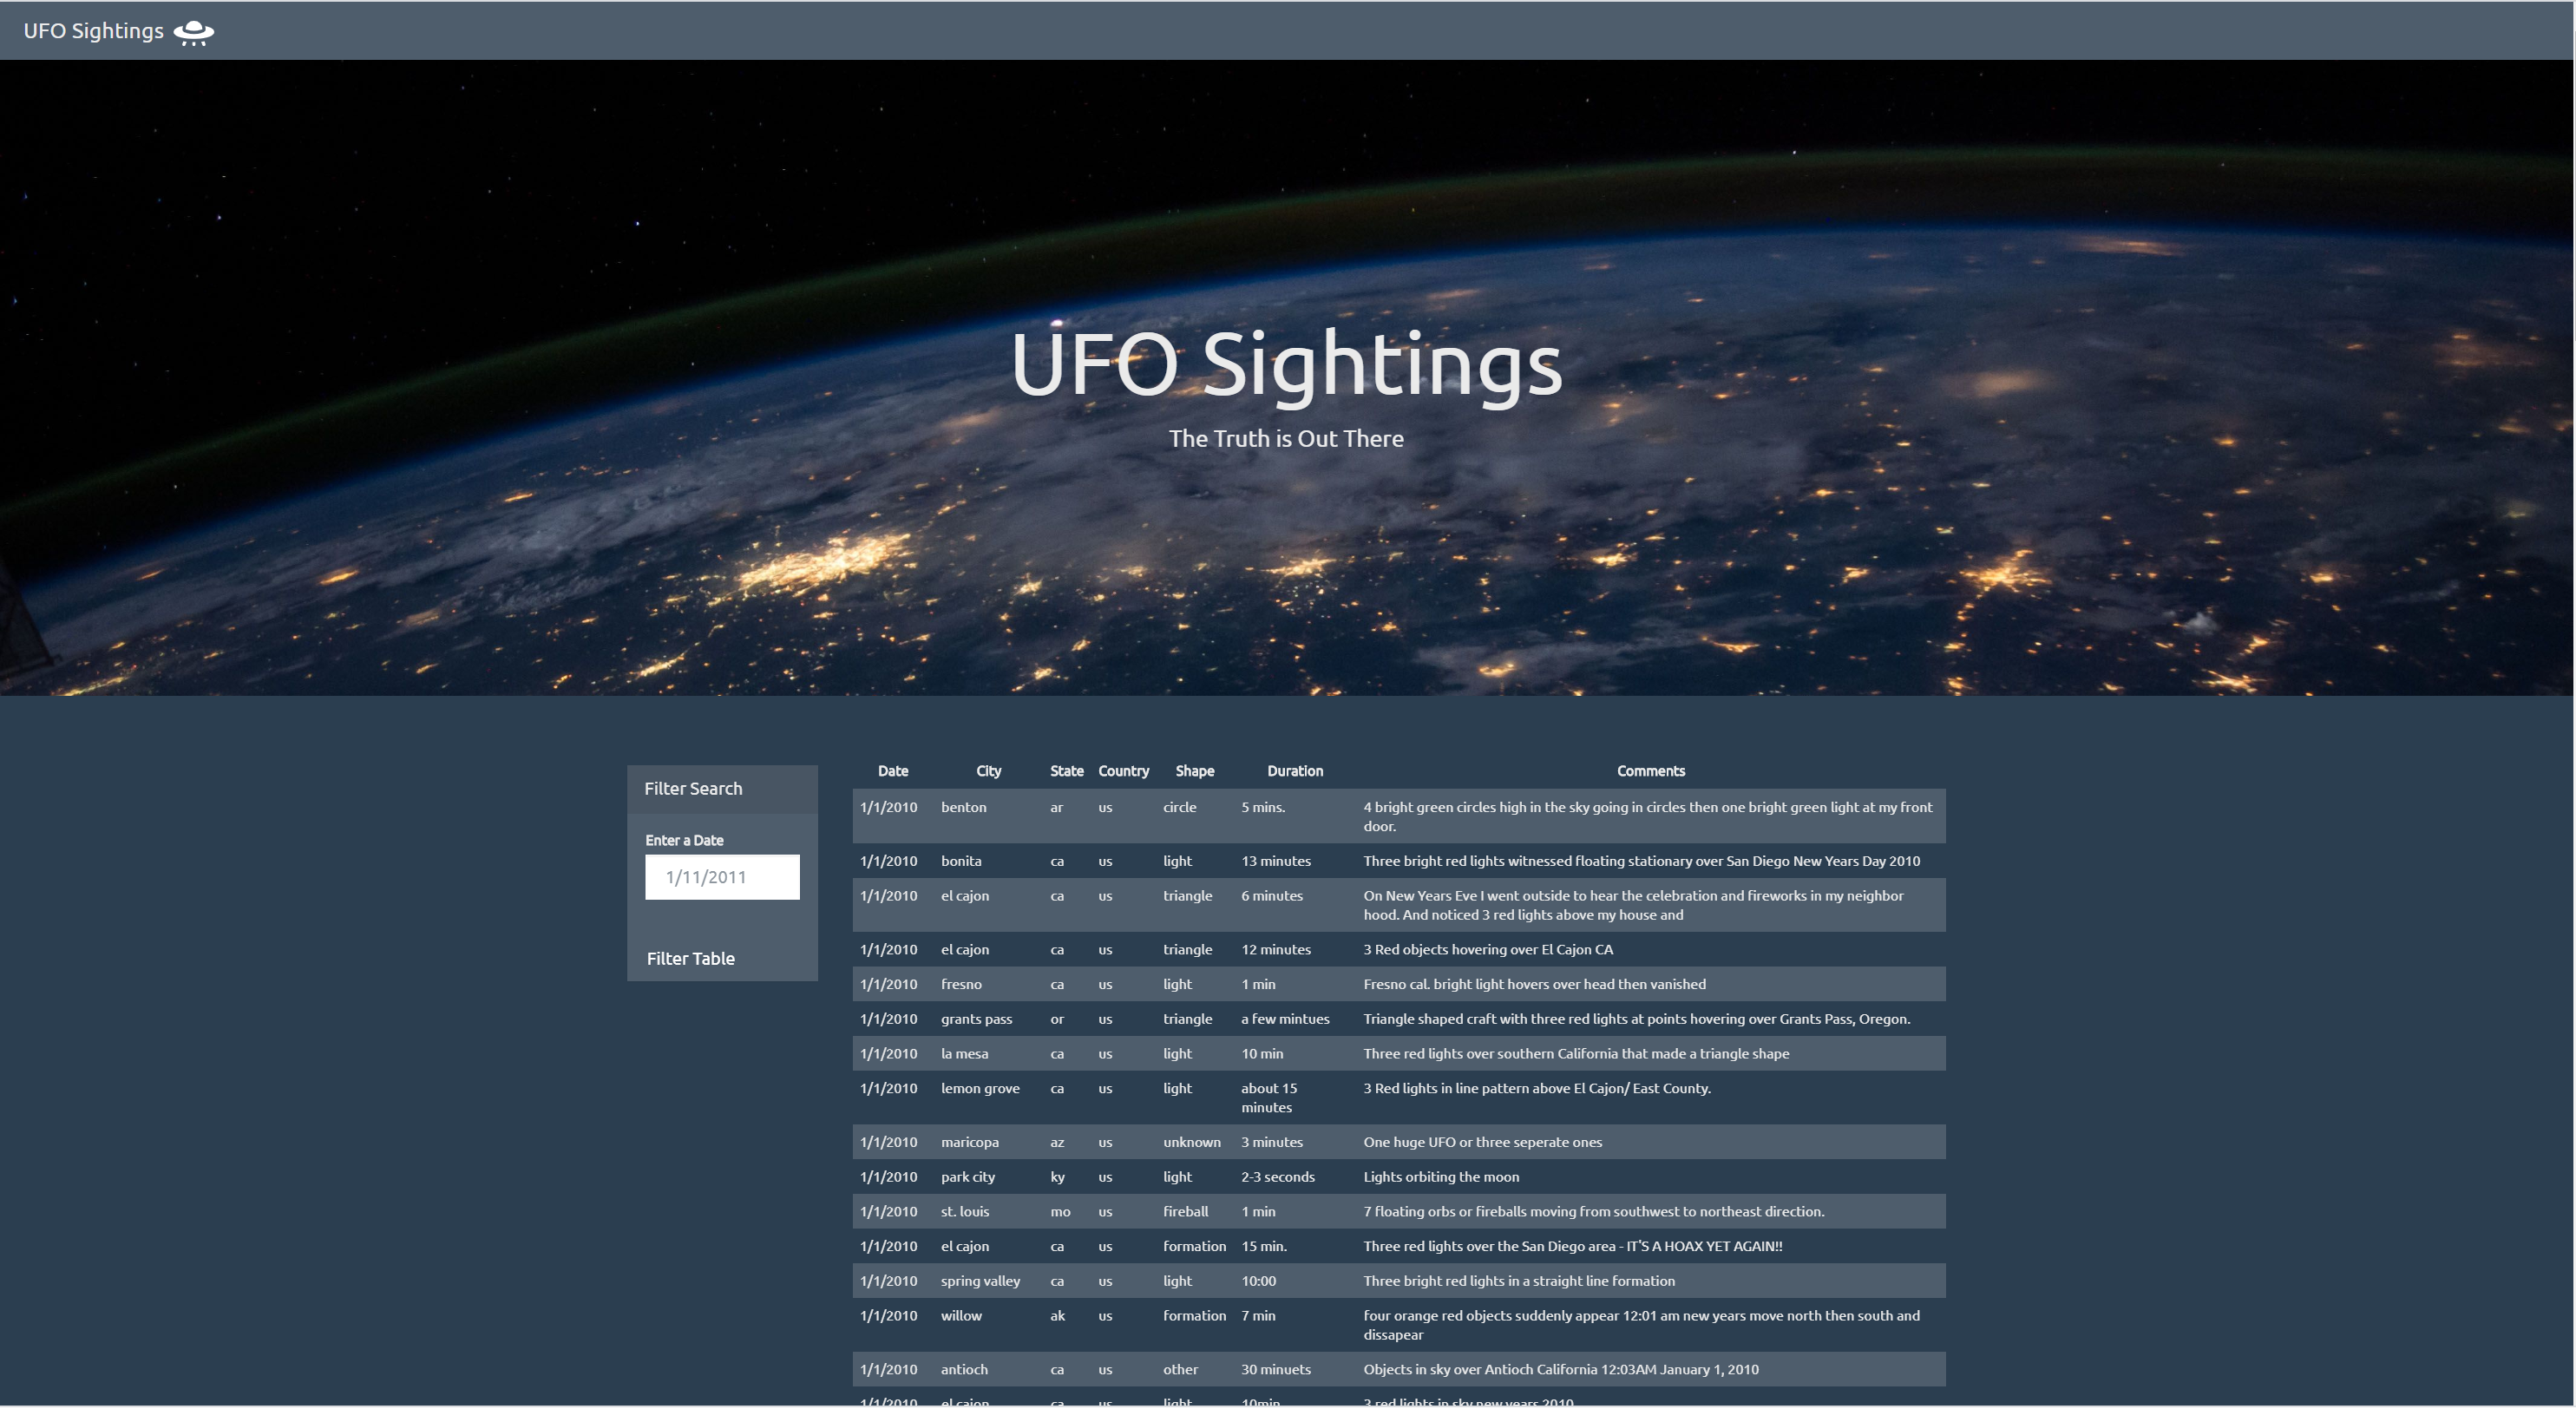 UFO Sightings
UFO Sightings
The Truth is Out There
Filter Search
Enter a Date
1/11/2011
Filter Table
Date City State Country Shape Duration Comments
1/1/2010 benton ar us circle 5 mins. 4 bright green circles high in the sky going in circles then one bright green light at my front
door.
1/1/2010 bonita ca us light 13 minutes Three bright red lights witnessed floating stationary over San Diego New Years Day 2010
1/1/2010 el cajon ca us triangle 6 minutes On New Years Eve I went outside to hear the celebration and fireworks in my neighbor
hood. And noticed 3 red lights above my house and
1/1/2010 el cajon ca us triangle 12 minutes 3 Red objects hovering over El Cajon CA
1/1/2010 fresno ca us light 1 min Fresno cal. bright light hovers over head then vanished
1/1/2010 grants pass or us triangle a few mintues Triangle shaped craft with three red lights at points hovering over Grants Pass, Oregon.
1/1/2010 la mesa ca us light 10 min Three red lights over southern California that made a triangle shape
1/1/2010 lemon grove ca us light about 15 3 Red lights in line pattern above El Cajon/ East County.
minutes
1/1/2010 maricopa az us unknown 3 minutes One huge UFO or three seperate ones
1/1/2010 park city ky us light 2-3 seconds Lights orbiting the moon
1/1/2010 st. louis mo us fireball 1 min 7 floating orbs or fireballs moving from southwest to northeast direction.
1/1/2010 el cajon ca us formation 15 min. Three red lights over the San Diego area - IT'S A HOAX YET AGAIN!!
1/1/2010 spring valley ca us light 10:00 Three bright red lights in a straight line formation
1/1/2010 willow ak us formation 7 min four orange red objects suddenly appear 12:01 am new years move north then south and
dissapear
1/1/2010 antioch ca us other 30 minuets Objects in sky over Antioch California 12:03AM January 1, 2010
1/1/2010 el cajon ca us light 10min 3 red lights in sky new years 2010